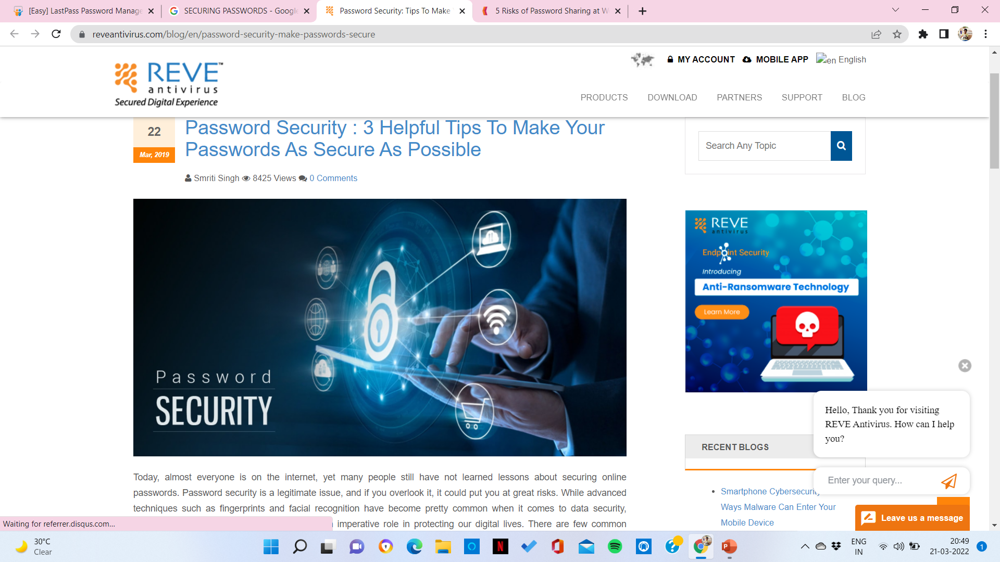 [Easy] LastPass Password Manage
SECURING PASSWORDS - Google
Password Security: Tips To Make
5 Risks of Password Sharing at W
reveantivirus.com/blog/en/password-security-make-passwords-secure
MY ACCOUNT
MOBILE APP
en English
REVE™
antivirus
Secured Digital Experience
PRODUCTS
DOWNLOAD
PARTNERS
SUPPORT
BLOG
22
Mar, 2019
Password Security : 3 Helpful Tips To Make Your
Passwords As Secure As Possible
Smriti Singh 8425 Views 0 Comments
Search Any Topic
Password
SECURITY
REVE
antivirus
Endpoint Security
Introducing
Anti-Ransomware Technology
Learn More
Hello, Thank you for visiting
REVE Antivirus. How can I help
you?
Enter your query...
Leave us a message
RECENT BLOGS
Smartphone Cybersecurity
Ways Malware Can Enter Your
Mobile Device
Today, almost everyone is on the internet, yet many people still have not learned lessons about securing online
passwords. Password security is a legitimate issue, and if you overlook it, it could put you at great risks. While advanced
techniques such as fingerprints and facial recognition have become pretty common when it comes to data security,
imperative role in protecting our digital lives. There are few common
Waiting for referrer.disqus.com...
30°C
Clear
ENG
IN
20:49
21-03-2022
1